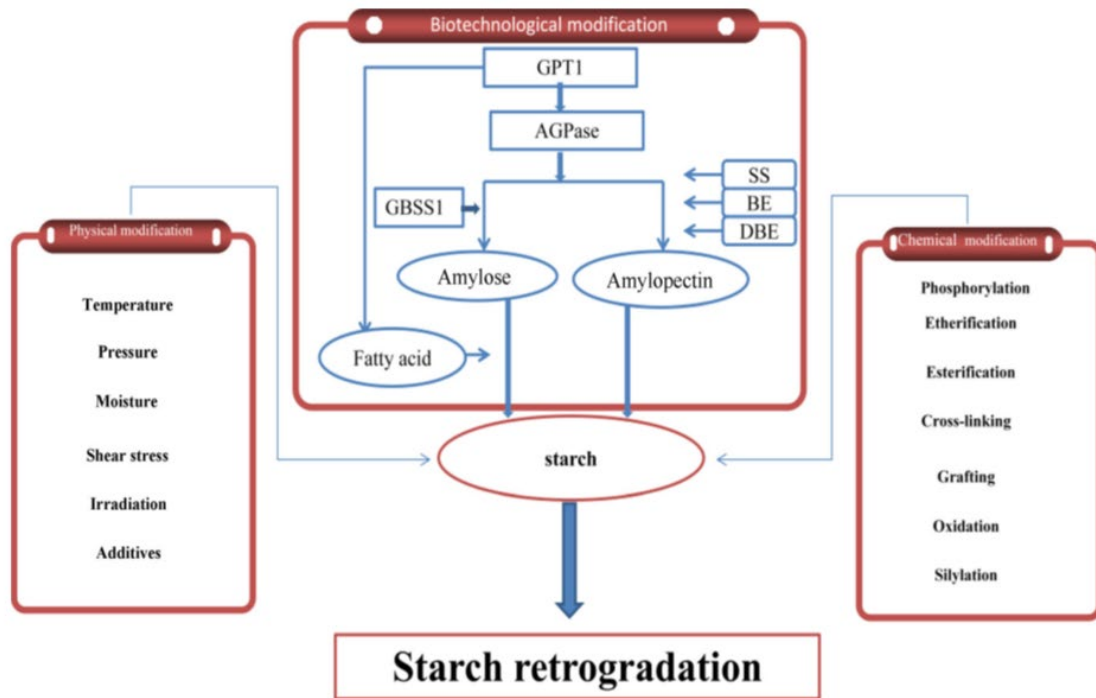 Biotechnological modification
GPT1
AGPase
SS
GBSS1
BE
DBE
Physical modification
Chemical modification
Amylose
Amylopectin
Temperature
Phosphorylation
Etherification
Pressure
Fatty acid
Esterification
Moisture
Cross-linking
Shear stress
starch
Grafting
Irradiation
Oxidation
Additives
Silylation
Starch retrogradation